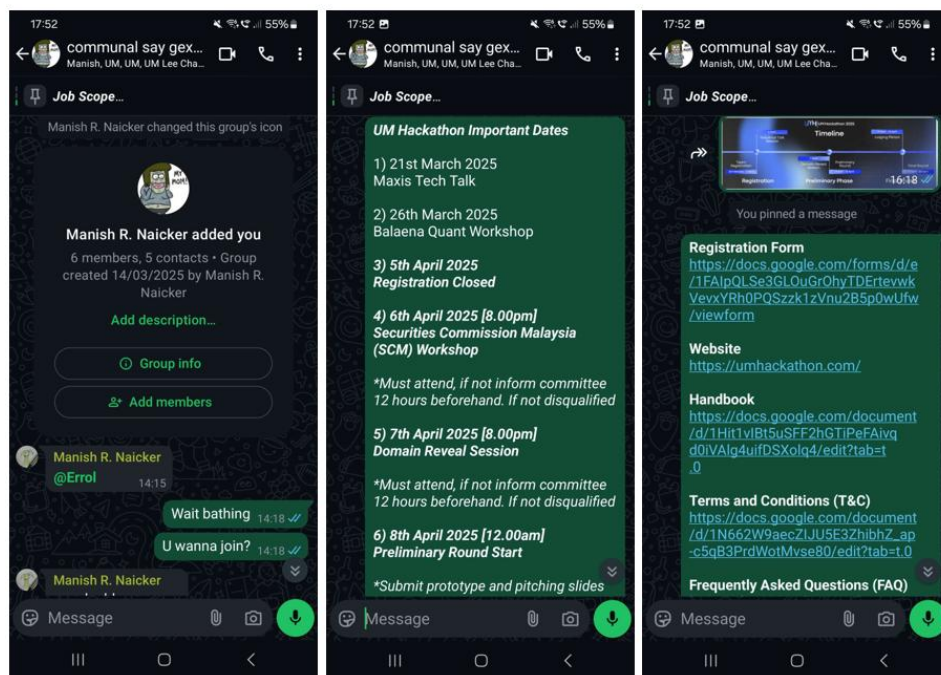 17:52
55%
communal say gex...
Manish, UM, UM, UM Lee Cha...
Job Scope...
Manish R. Naicker changed this group's icon
MY MOM!!
Manish R. Naicker added you
6 members, 5 contacts • Group
created 14/03/2025 by Manish R.
Naicker
Add description...
Group info
Add members
Manish R. Naicker
@Errol
14:15
Wait bathing 14:18
U wanna join? 14:18
Manish R. Naicker
Message
17:52
55%
communal say gex...
Manish, UM, UM, UM Lee Cha...
Job Scope...
UM Hackathon Important Dates
1) 21st March 2025
Maxis Tech Talk
2) 26th March 2025
Balaena Quant Workshop
3) 5th April 2025
Registration Closed
4) 6th April 2025 [8.00pm]
Securities Commission Malaysia
(SCM) Workshop
*Must attend, if not inform committee
12 hours beforehand. If not disqualified
5) 7th April 2025 [8.00pm]
Domain Reveal Session
*Must attend, if not inform committee
12 hours beforehand. If not disqualified
6) 8th April 2025 [12.00am]
Preliminary Round Start
*Submit prototype and pitching slides
Message
17:52
55%
communal say gex...
Manish, UM, UM, UM Lee Cha...
Job Scope...
Timeline
Registration
Preliminary Phase
16:18
You pinned a message
Registration Form
https://docs.google.com/forms/d/e
/1FAIpQLSe3GLOuGrOhyTDErtevwk
VevxYRh0PQSzzk1zVnu2B5p0wUfw
/viewform
Website
https://umhackathon.com/
Handbook
https://docs.google.com/document
/d/1Hit1vIBt5uSFF2hGTiPeFAivq
d0iVAlg4uifDSXolq4/edit?tab=t
.0
Terms and Conditions (T&C)
https://docs.google.com/document
/d/1N662W9aecZIJU5E3ZhibhZ_ap
-c5qB3PrdWotMvse80/edit?tab=t.0
Frequently Asked Questions (FAQ)
Message